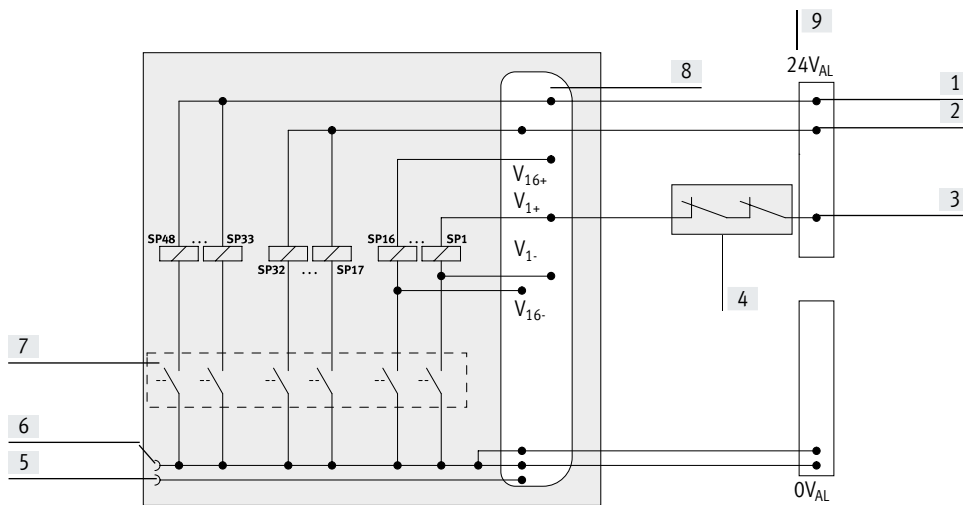 9
24VAL
8
1
2
V16+
V1+
3
SP48 ... SP33
SP16 ... SP1
SP32 ... SP17
V1-
4
V16-
7
6
5
0VAL